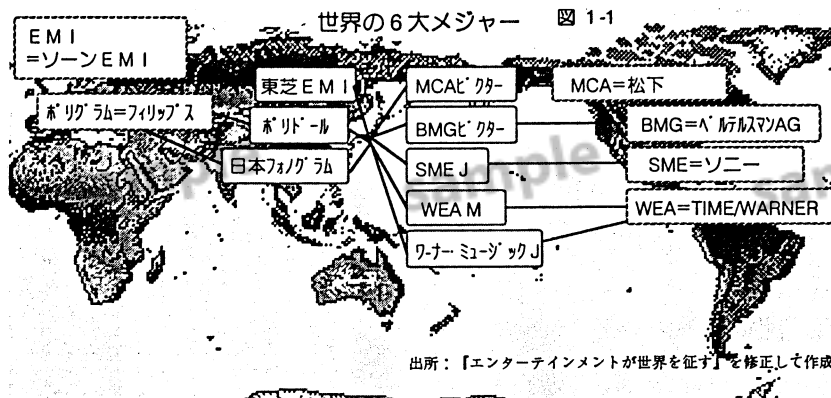 世界の6大メジャー 図 1-1
EMI
=ソーンEMI
東芝EMI
MCAビクター
MCA=松下
ポリグラム=フィリップス
ポリドール
BMGビクター
BMG=ベルテルスマンAG
日本フォノグラム
SME J
SME=ソニー
WEA M
WEA=TIME/WARNER
ワーナー・ミュージックJ
sample
sample
sam
出所:『エンターテインメントが世界を征す』を修正して作成